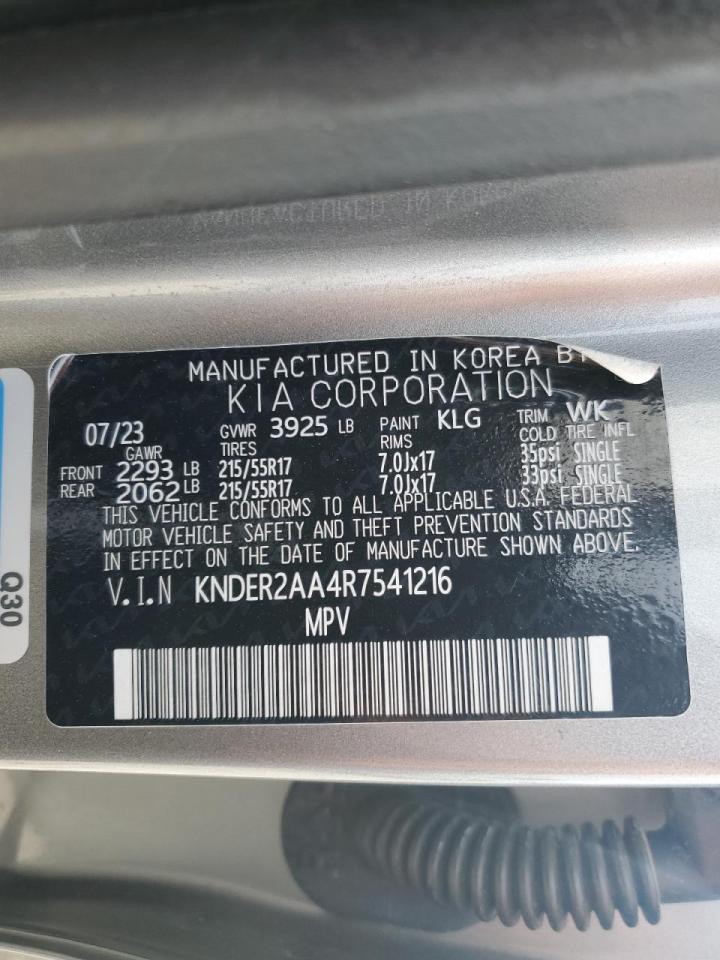 MANUFACTURED IN KOREA BY
KIA CORPORATION
07/23 GVWR 3925 LB PAINT KLG TRIM WK
GAWR TIRES RIMS COLD TIRE INFL
FRONT 2293 LB 215/55R17 7.0Jx17 35psi SINGLE
REAR 2062 LB 215/55R17 7.0Jx17 33psi SINGLE
THIS VEHICLE CONFORMS TO ALL APPLICABLE U.S.A. FEDERAL
MOTOR VEHICLE SAFETY AND THEFT PREVENTION STANDARDS
IN EFFECT ON THE DATE OF MANUFACTURE SHOWN ABOVE.
V.I.N KNDER2AA4R7541216
MPV
Q30